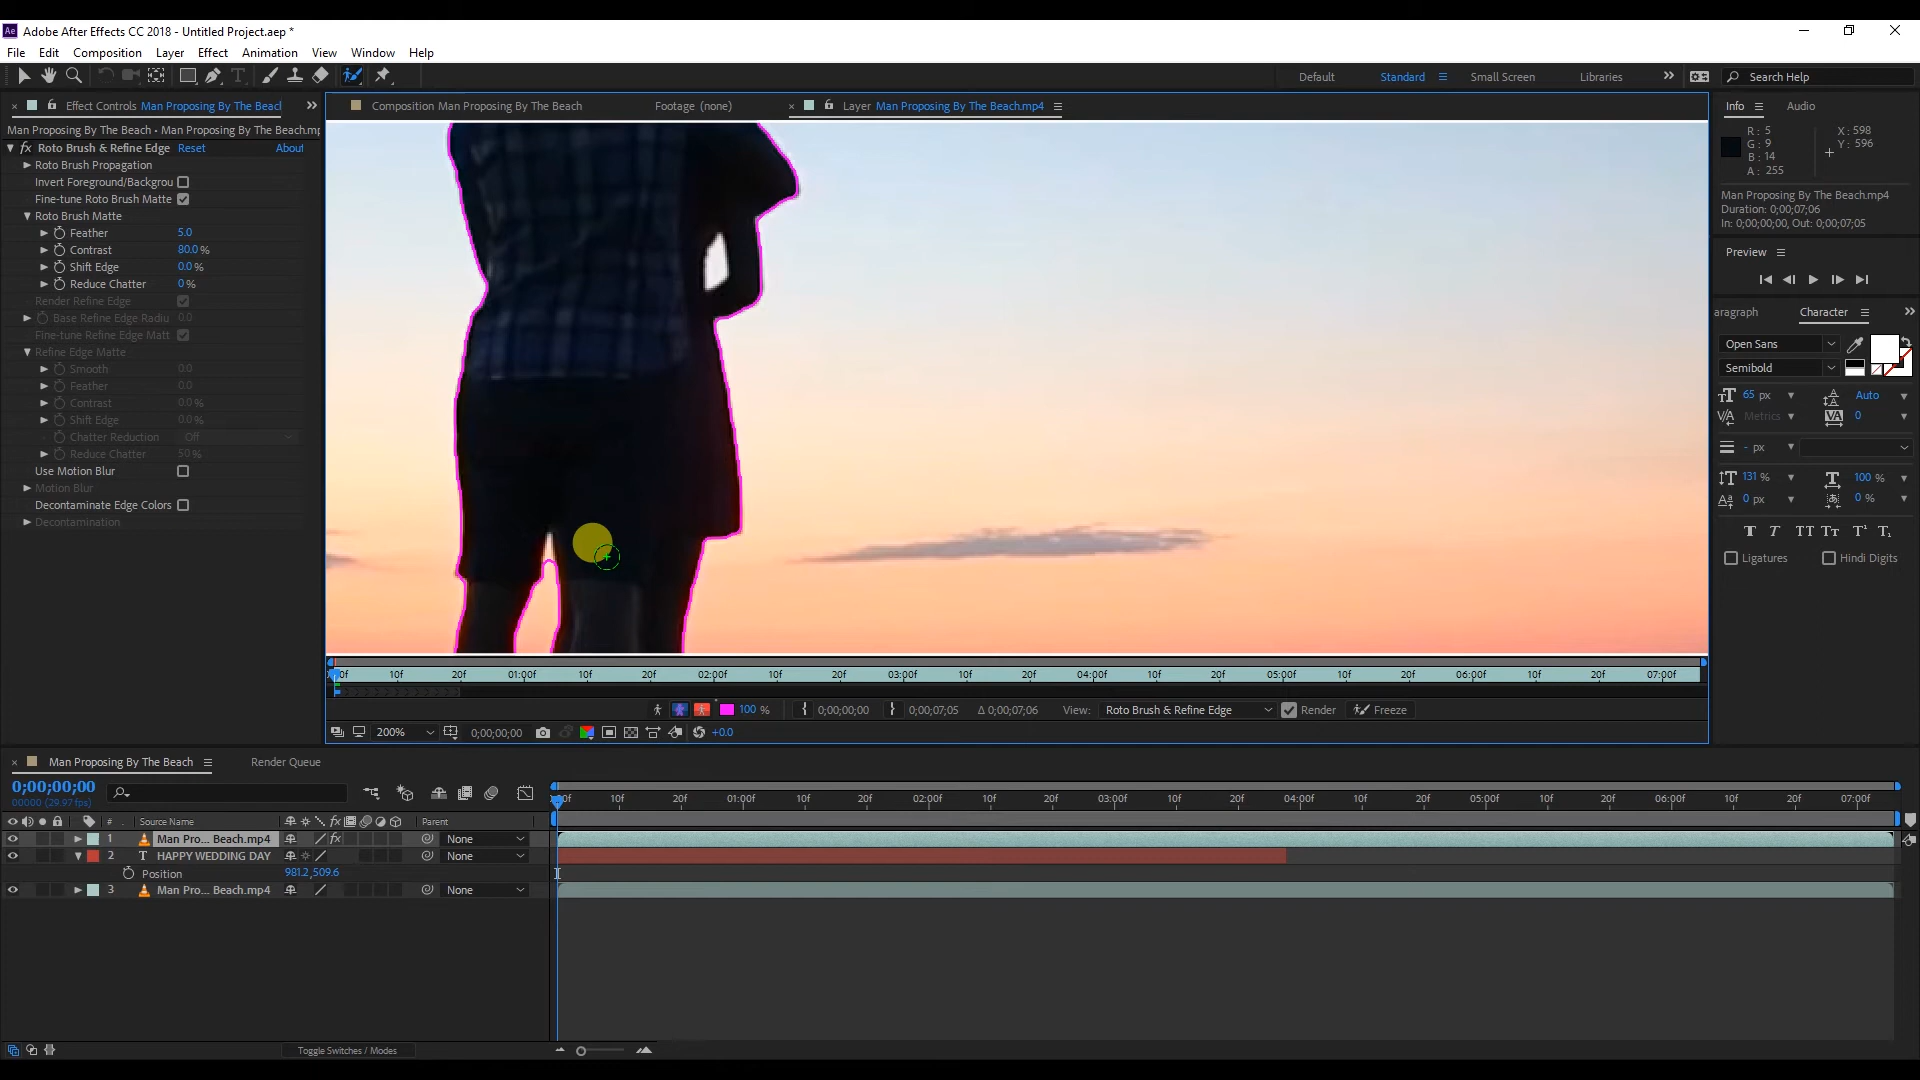 Ae Adobe After Effects CC 2018 - Untitled Project.aep *
File Edit Composition Layer Effect Animation View Window Help
Default Standard Small Screen Libraries Search Help
Effect Controls Man Proposing By The Beacl
Composition Man Proposing By The Beach Footage (none) Layer Man Proposing By The Beach.mp4
Info Audio
Man Proposing By The Beach • Man Proposing By The Beach.mp
fx Roto Brush & Refine Edge Reset About
Roto Brush Propagation
Invert Foreground/Backgrou
Fine-tune Roto Brush Matte
Roto Brush Matte
Feather 5.0
Contrast 80.0 %
Shift Edge 0.0 %
Reduce Chatter 0 %
Render Refine Edge
Base Refine Edge Radiu 0.0
Fine-tune Refine Edge Matt
Refine Edge Matte
Smooth 0.0
Feather 0.0
Contrast 0.0 %
Shift Edge 0.0 %
Chatter Reduction Off
Reduce Chatter 50 %
Use Motion Blur
Motion Blur
Decontaminate Edge Colors
Decontamination
R : 5 X : 598
G : 9 Y : 596
B : 14
A : 255
Man Proposing By The Beach.mp4
Duration: 0;00;07;06
In: 0;00;00;00, Out: 0;00;07;05
Preview
aragraph Character
Open Sans
Semibold
65 px Auto
Metrics 0
- px
131 % 100 %
0 px 0 %
T T TT Tt T¹ T₁
Ligatures Hindi Digits
00f 10f 20f 01:00f 10f 20f 02:00f 10f 20f 03:00f 10f 20f 04:00f 10f 20f 05:00f 10f 20f 06:00f 10f 20f 07:00f
100 % 0;00;00;00 0;00;07;05 Δ 0;00;07;06 View: Roto Brush & Refine Edge Render Freeze
200% 0;00;00;00 +0.0
Man Proposing By The Beach Render Queue
0;00;00;00
00000 (29.97 fps)
00f 10f 20f 01:00f 10f 20f 02:00f 10f 20f 03:00f 10f 20f 04:00f 10f 20f 05:00f 10f 20f 06:00f 10f 20f 07:00f
# Source Name fx Parent
1 Man Pro... Beach.mp4 fx None
2 T HAPPY WEDDING DAY None
Position 981.2,509.6
3 Man Pro... Beach.mp4 None
Toggle Switches / Modes